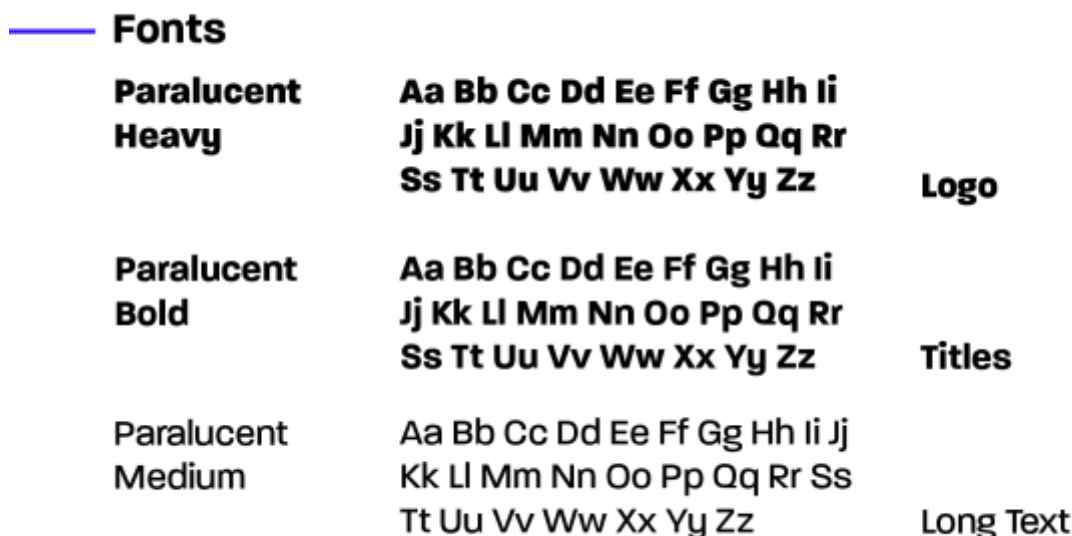 Fonts
Paralucent Aa Bb Cc Dd Ee Ff Gg Hh Ii
Heavy Jj Kk Ll Mm Nn Oo Pp Qq Rr
Ss Tt Uu Vv Ww Xx Yy Zz Logo
Paralucent Aa Bb Cc Dd Ee Ff Gg Hh Ii
Bold Jj Kk Ll Mm Nn Oo Pp Qq Rr
Ss Tt Uu Vv Ww Xx Yy Zz Titles
Paralucent Aa Bb Cc Dd Ee Ff Gg Hh Ii Jj
Medium Kk Ll Mm Nn Oo Pp Qq Rr Ss
Tt Uu Vv Ww Xx Yy Zz Long Text